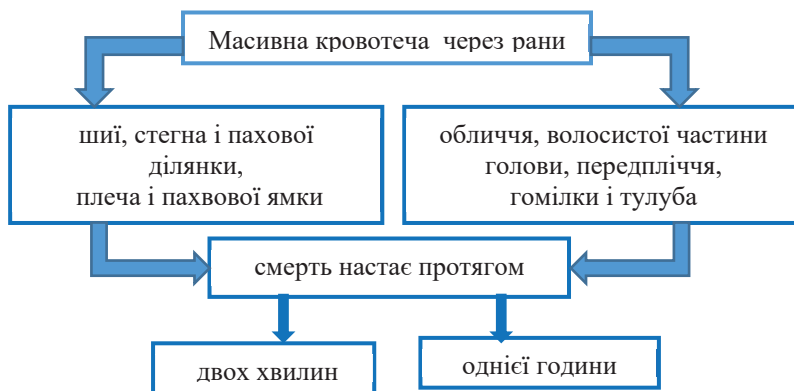 Масивна кровотеча через рани
шиї, стегна і пахової
ділянки,
плеча і пахвової ямки
обличчя, волосистої частини
голови, передпліччя,
гомілки і тулуба
смерть настає протягом
двох хвилин
однієї години